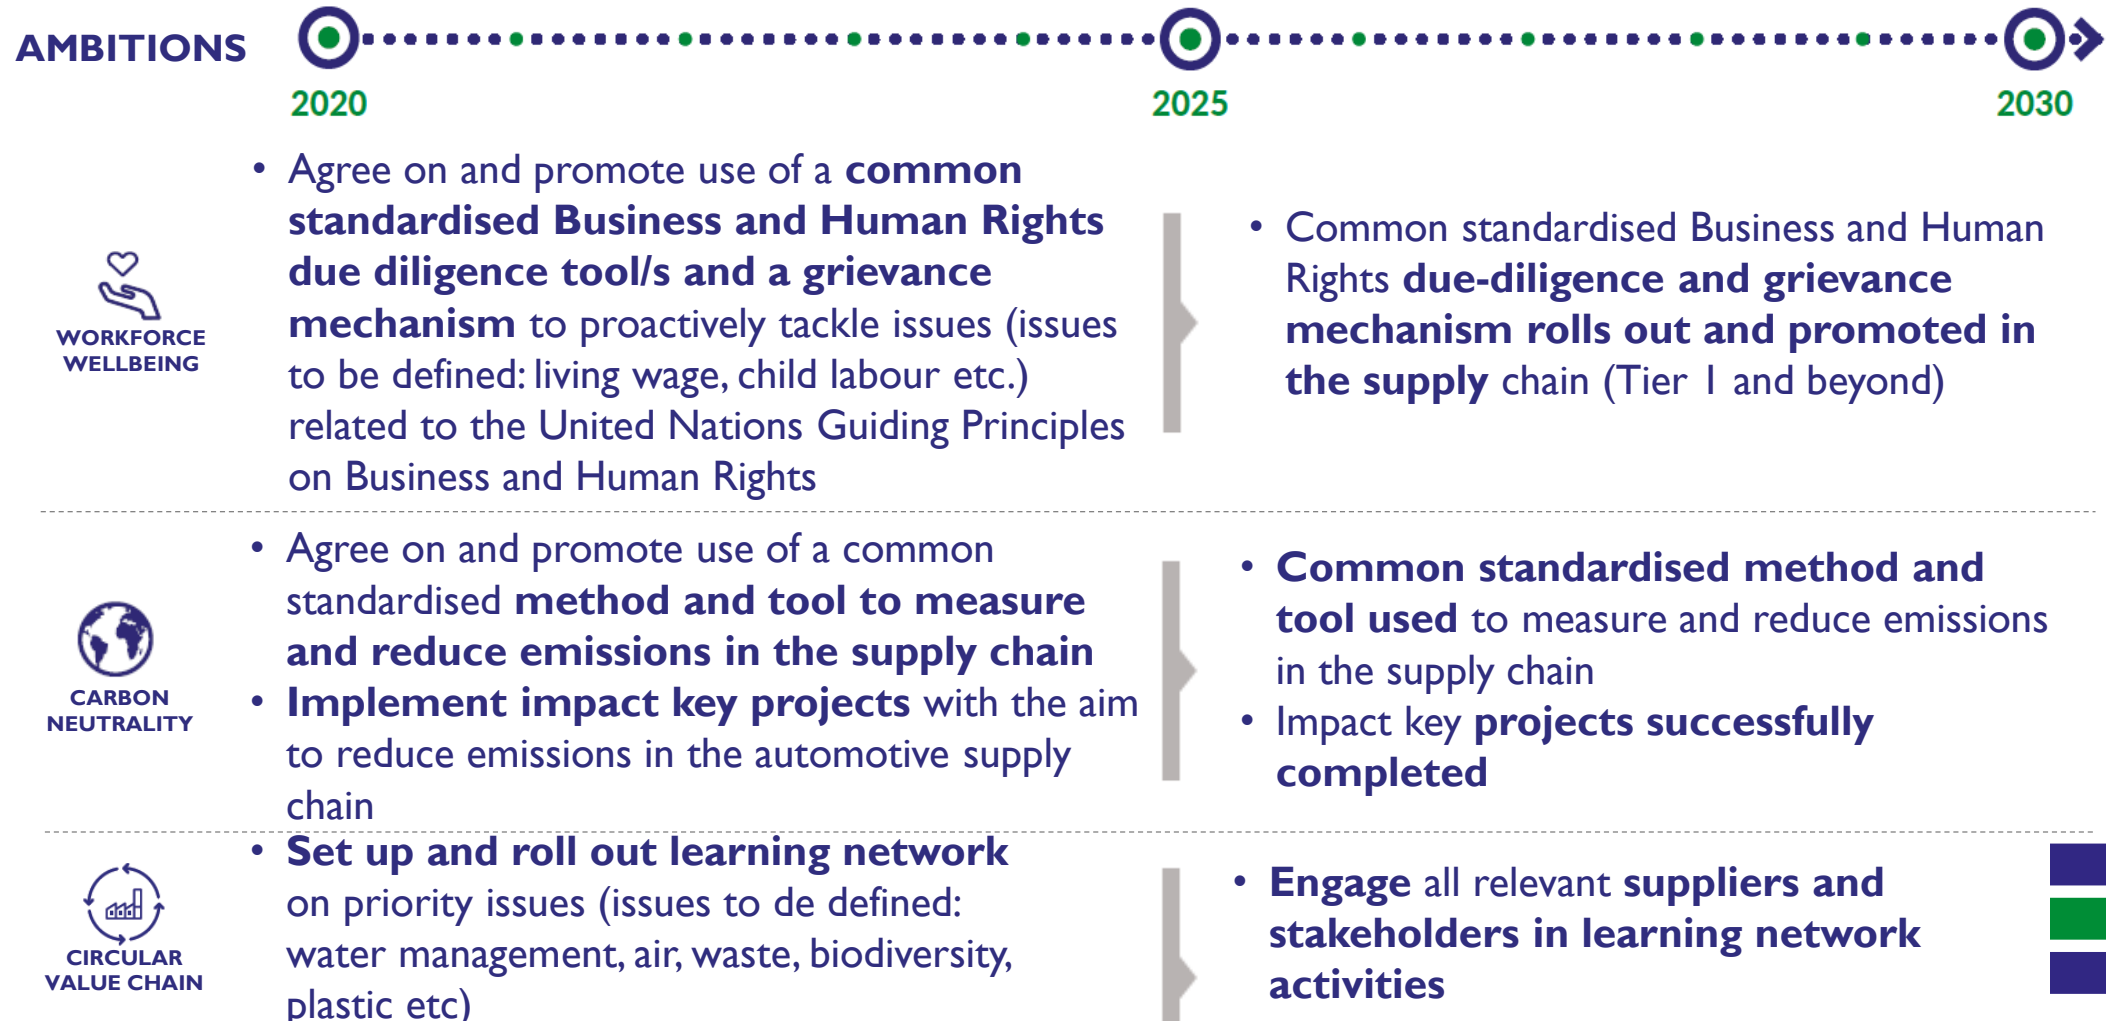 AMBITIONS
2020
2025
2030
WORKFORCE
WELLBEING
• Agree on and promote use of a common
standardised Business and Human Rights
due diligence tool/s and a grievance
mechanism to proactively tackle issues (issues
to be defined: living wage, child labour etc.)
related to the United Nations Guiding Principles
on Business and Human Rights
• Common standardised Business and Human
Rights due-diligence and grievance
mechanism rolls out and promoted in
the supply chain (Tier 1 and beyond)
CARBON
NEUTRALITY
• Agree on and promote use of a common
standardised method and tool to measure
and reduce emissions in the supply chain
• Implement impact key projects with the aim
to reduce emissions in the automotive supply
chain
• Common standardised method and
tool used to measure and reduce emissions
in the supply chain
• Impact key projects successfully
completed
CIRCULAR
VALUE CHAIN
• Set up and roll out learning network
on priority issues (issues to de defined:
water management, air, waste, biodiversity,
plastic etc)
• Engage all relevant suppliers and
stakeholders in learning network
activities